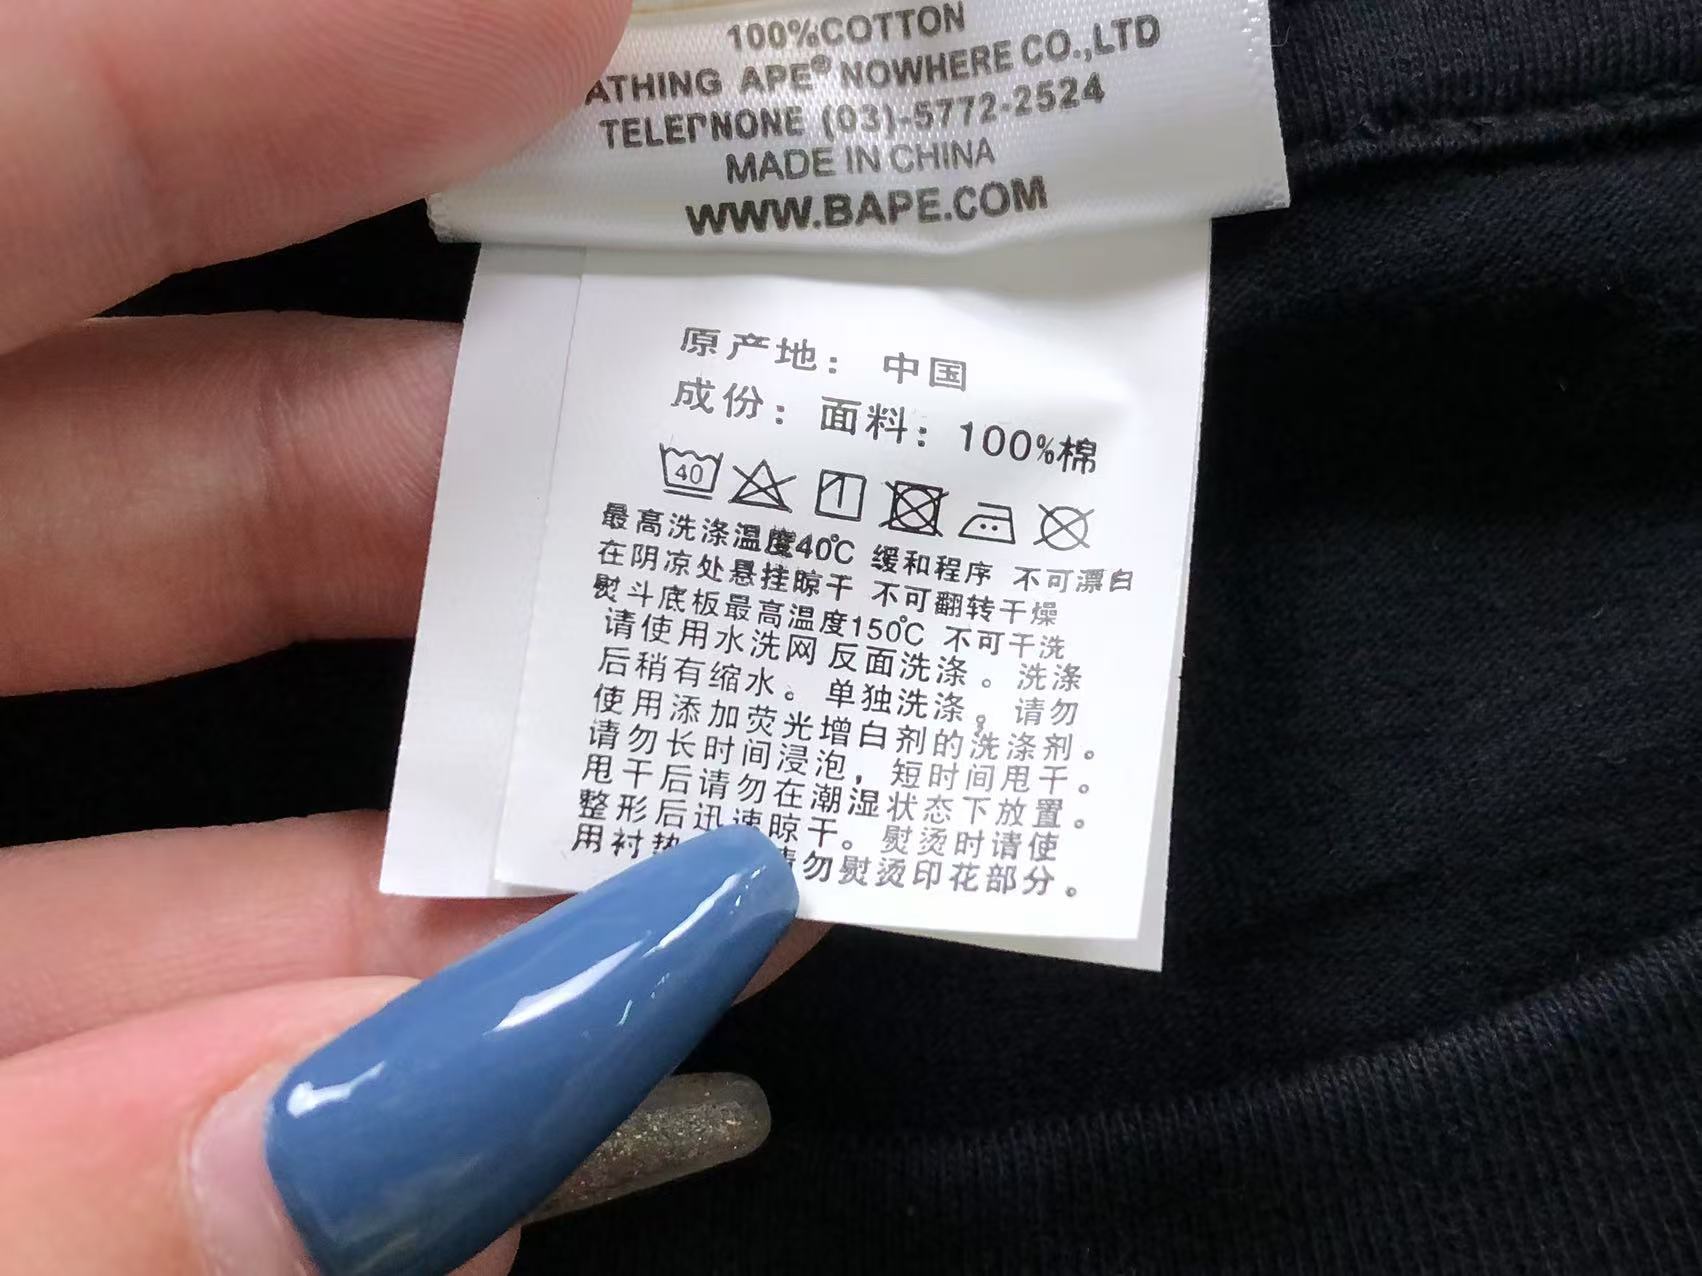 100%COTTON
ATHING APE® NOWHERE CO.,LTD
TELEPNONE (03)-5772-2524
MADE IN CHINA
WWW.BAPE.COM
原产地：中国
成份：面料：100%棉
40
最高洗涤温度40℃ 缓和程序 不可漂白
在阴凉处悬挂晾干 不可翻转干燥
熨斗底板最高温度150℃ 不可干洗
请使用水洗网反面洗涤。洗涤
后稍有缩水。单独洗涤。请勿
使用添加荧光增白剂的洗涤剂。
请勿长时间浸泡，短时间甩干。
甩干后请勿在潮湿状态下放置。
整形后迅速晾干。熨烫时请使
用衬垫 请勿熨烫印花部分。